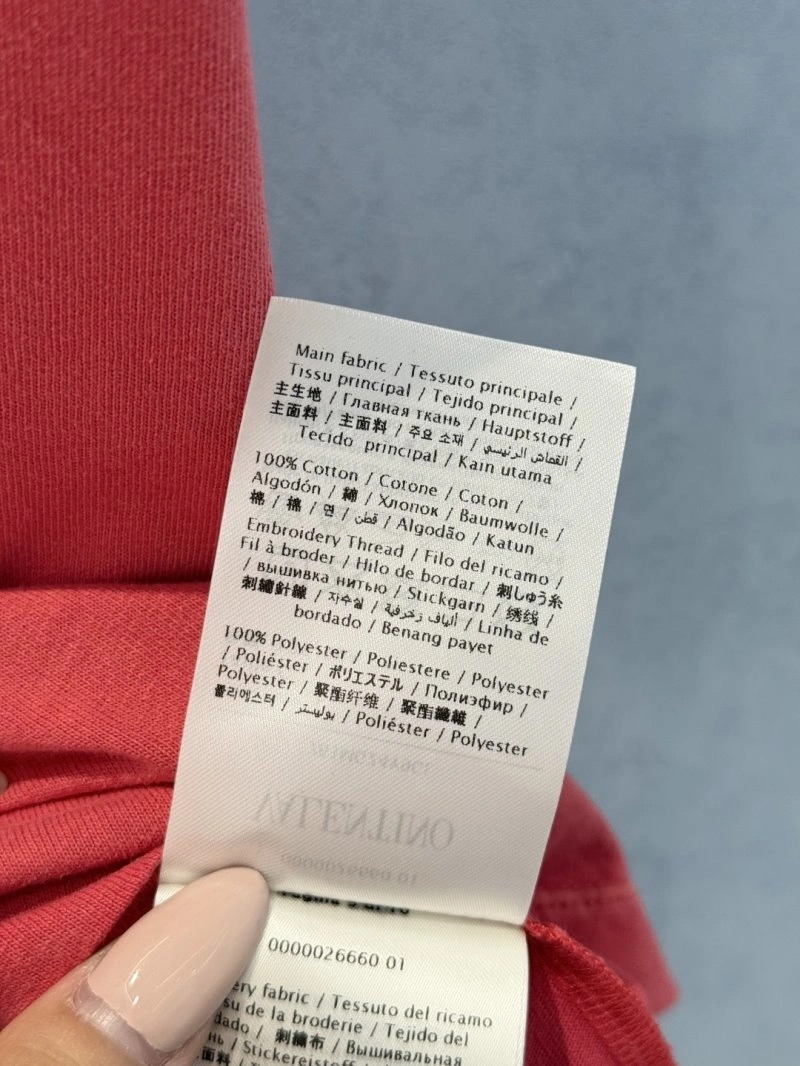 Main fabric / Tessuto principale /
Tissu principal / Tejido principal /
主生地 / Главная ткань / Hauptstoff /
主面料 / 主面料 / 주요 소재 / القماش الرئيسي /
Tecido principal / Kain utama
100% Cotton / Cotone / Coton /
Algodón / 綿 / Хлопок / Baumwolle /
棉 / 棉 / 면 / قطن / Algodão / Katun
Embroidery Thread / Filo del ricamo /
Fil à broder / Hilo de bordar / 刺しゅう糸
/ вышивка нитью / Stickgarn / 绣线 /
刺繡針線 / 자수실 / ألياف زخرفية / Linha de
bordado / Benang payet
100% Polyester / Poliestere / Polyester
/ Poliéster / ポリエステル / Полиэфир /
Polyester / 聚酯纤维 / 聚酯纖維 /
폴리에스터 / بوليستر / Poliéster / Polyester
VALENTINO
0000026660 01
0000026660 01
ery fabric / Tessuto del ricamo
su de la broderie / Tejido del
dado / 刺繍布 / Вышивальная
нь / Stickereistoff /
面料 /